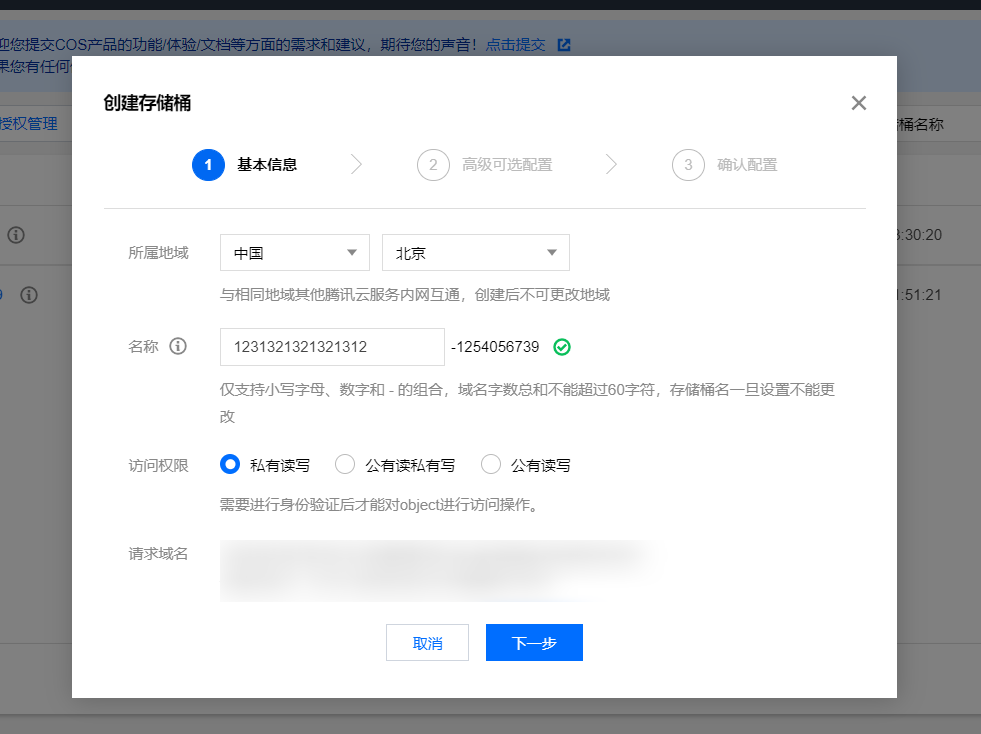 迎您提交COS产品的功能/体验/文档等方面的需求和建议，期待您的声音！点击提交
果您有任何
创建存储桶
授权管理
桶名称
1 基本信息
2 高级可选配置
3 确认配置
所属地域 中国 北京
:30:20
与相同地域其他腾讯云服务内网互通，创建后不可更改地域
:51:21
名称 1231321321321312 -1254056739
仅支持小写字母、数字和 - 的组合，域名字数总和不能超过60字符，存储桶名一旦设置不能更
改
访问权限 私有读写 公有读私有写 公有读写
需要进行身份验证后才能对object进行访问操作。
请求域名
取消 下一步